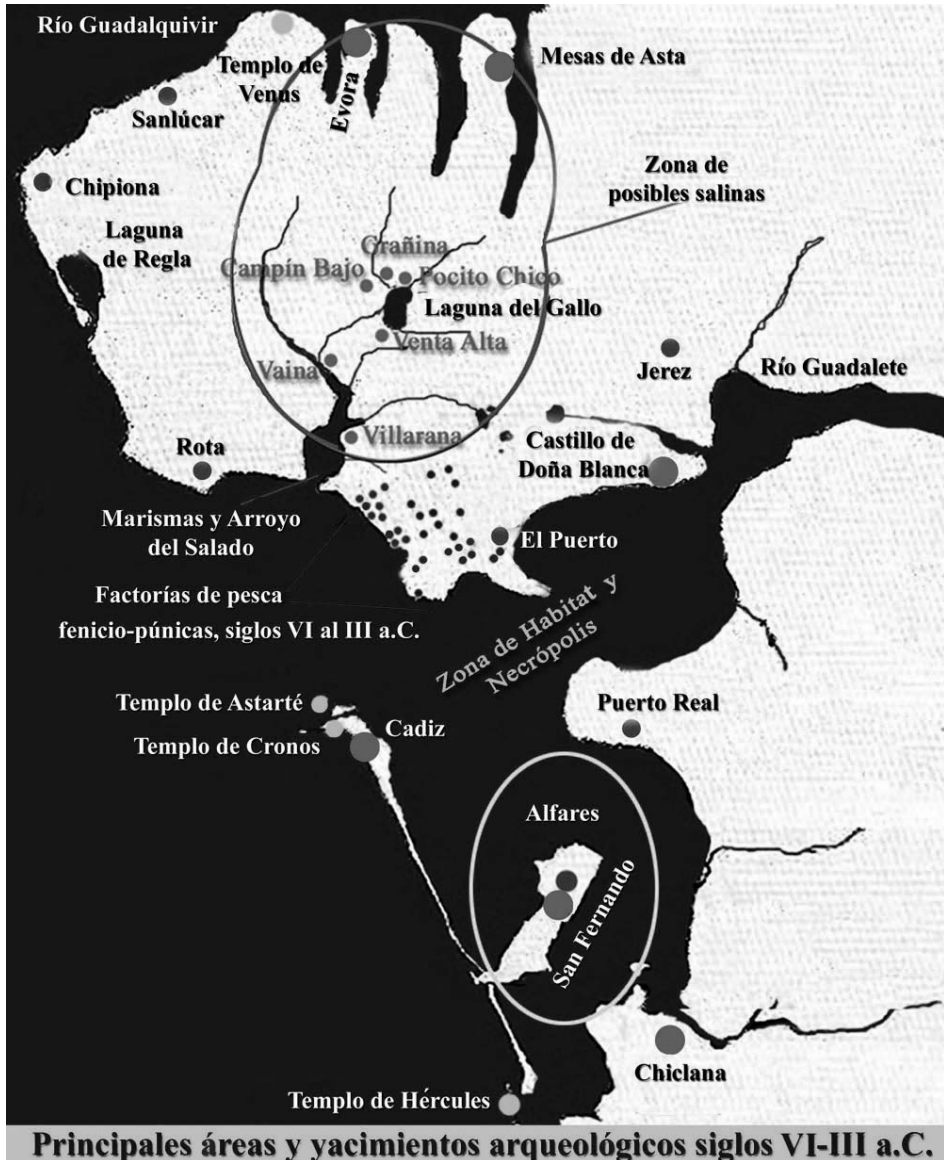 Río Guadalquivir
Templo de
Venus
Evora
Mesas de Asta
Sanlúcar
Zona de
posibles salinas
Chipiona
Laguna
de Regla
Grañina
Campín Bajo
Pocito Chico
Laguna del Gallo
Venta Alta
Vaina
Jerez
Río Guadalete
Villarana
Rota
Castillo de
Doña Blanca
Marismas y Arroyo
del Salado
El Puerto
Factorías de pesca
fenicio-púnicas, siglos VI al III a.C.
Zona de Habitat y
Necrópolis
Templo de Astarté
Templo de Cronos
Cadiz
Puerto Real
Alfares
San Fernando
Chiclana
Templo de Hércules
Principales áreas y yacimientos arqueológicos siglos VI-III a.C.